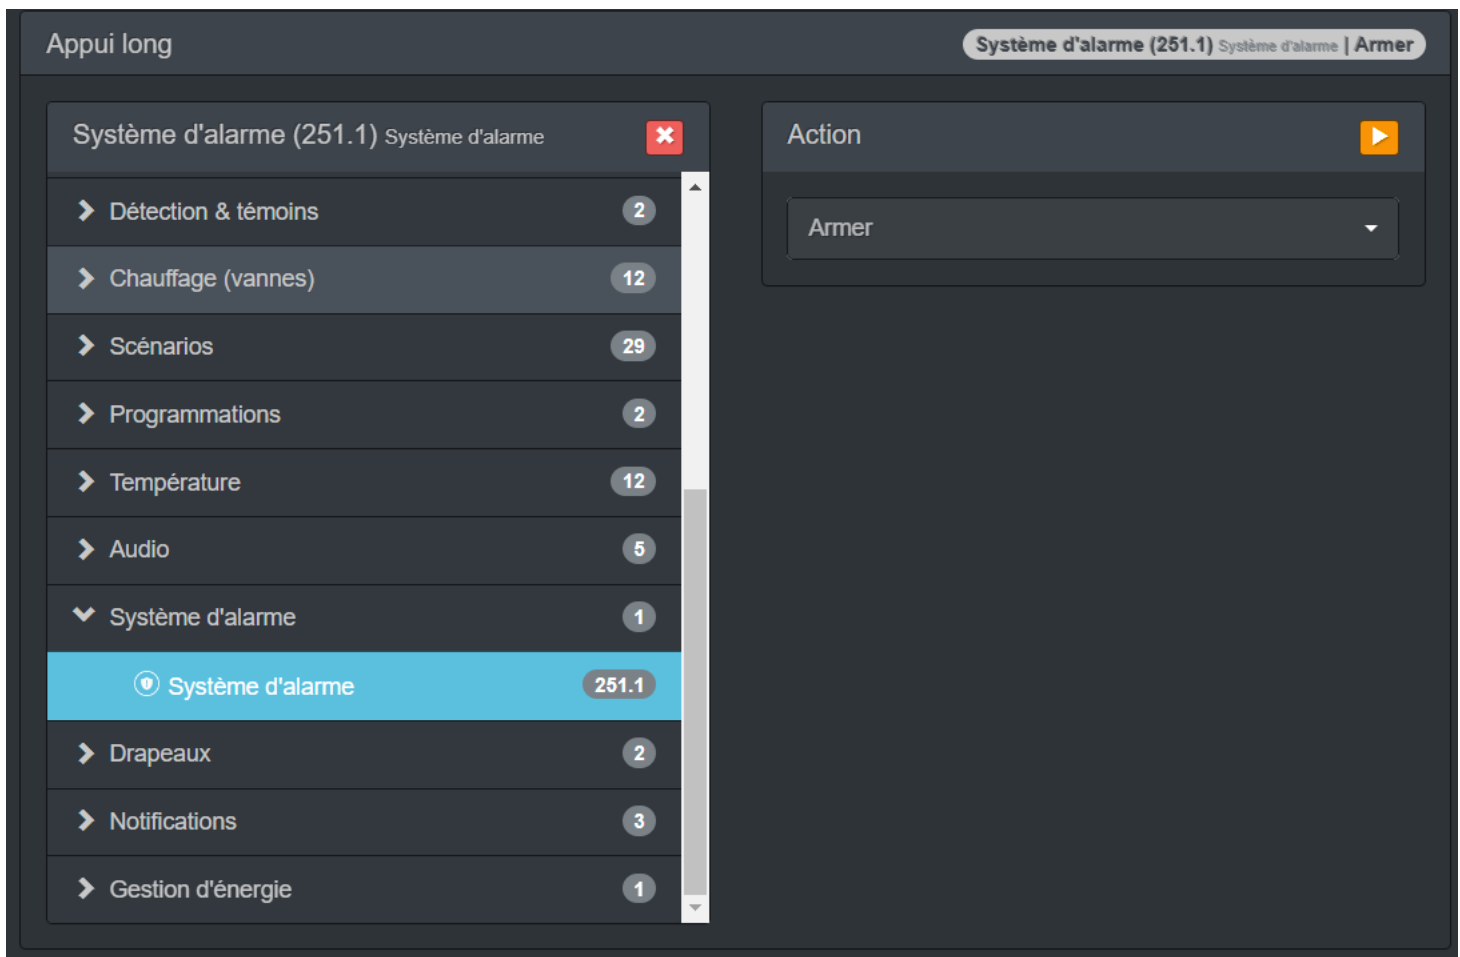 Appui long
Système d'alarme (251.1) Système d'alarme | Armer
Système d'alarme (251.1) Système d'alarme
Détection & témoins 2
Chauffage (vannes) 12
Scénarios 29
Programmations 2
Température 12
Audio 5
Système d'alarme 1
Système d'alarme 251.1
Drapeaux 2
Notifications 3
Gestion d'énergie 1
Action
Armer